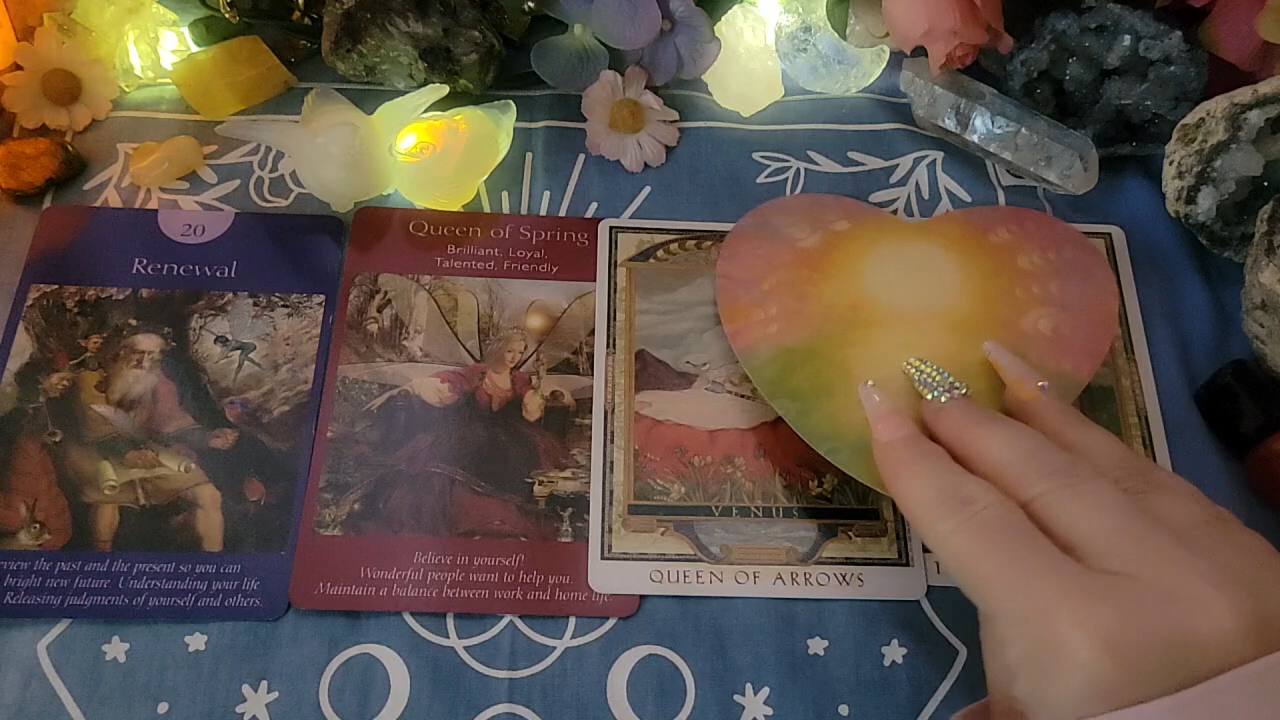 20
Renewal
view the past and the present so you can
bright new future. Understanding your life
Releasing judgments of yourself and others.
Queen of Spring
Brilliant, Loyal,
Talented, Friendly
Believe in yourself!
Wonderful people want to help you.
Maintain a balance between work and home life.
VENUS
QUEEN OF ARROWS
1